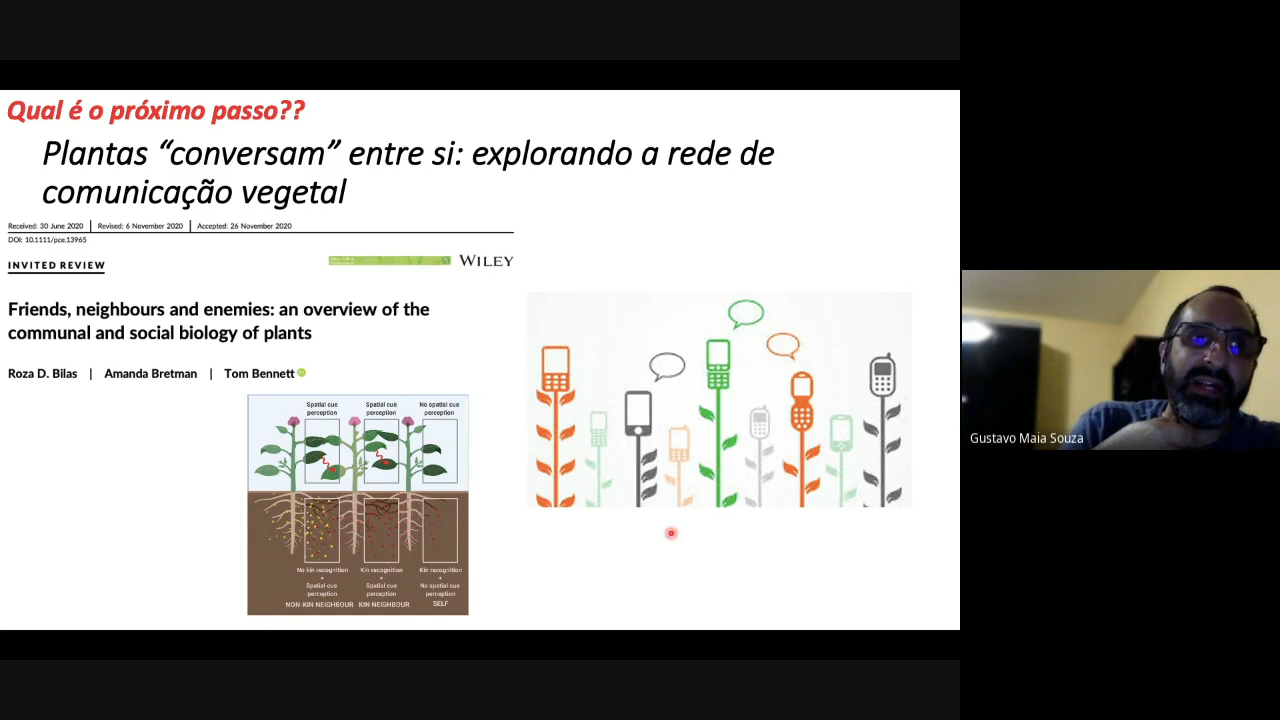 Qual é o próximo passo??
Plantas “conversam” entre si: explorando a rede de
comunicação vegetal
Received: 30 June 2020 | Revised: 6 November 2020 | Accepted: 26 November 2020
DOI: 10.1111/pce.13965
INVITED REVIEW
WILEY
Friends, neighbours and enemies: an overview of the
communal and social biology of plants
Roza D. Bilas | Amanda Bretman | Tom Bennett
Spatial cue
perception
Spatial cue
perception
No spatial cue
perception
No kin recognition
+
Spatial cue
perception
NON-KIN NEIGHBOUR
Kin recognition
+
Spatial cue
perception
KIN NEIGHBOUR
Kin recognition
+
No spatial cue
perception
SELF
Gustavo Maia Souza